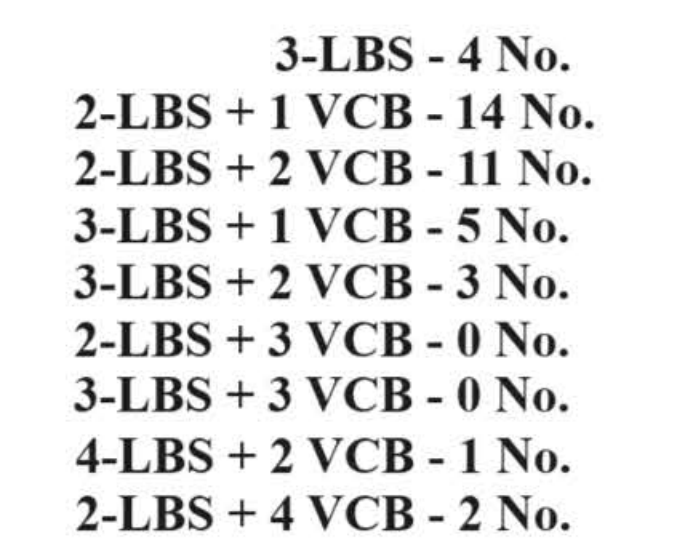 3-LBS - 4 No.
2-LBS + 1 VCB - 14 No.
2-LBS + 2 VCB - 11 No.
3-LBS + 1 VCB - 5 No.
3-LBS + 2 VCB - 3 No.
2-LBS + 3 VCB - 0 No.
3-LBS + 3 VCB - 0 No.
4-LBS + 2 VCB - 1 No.
2-LBS + 4 VCB - 2 No.